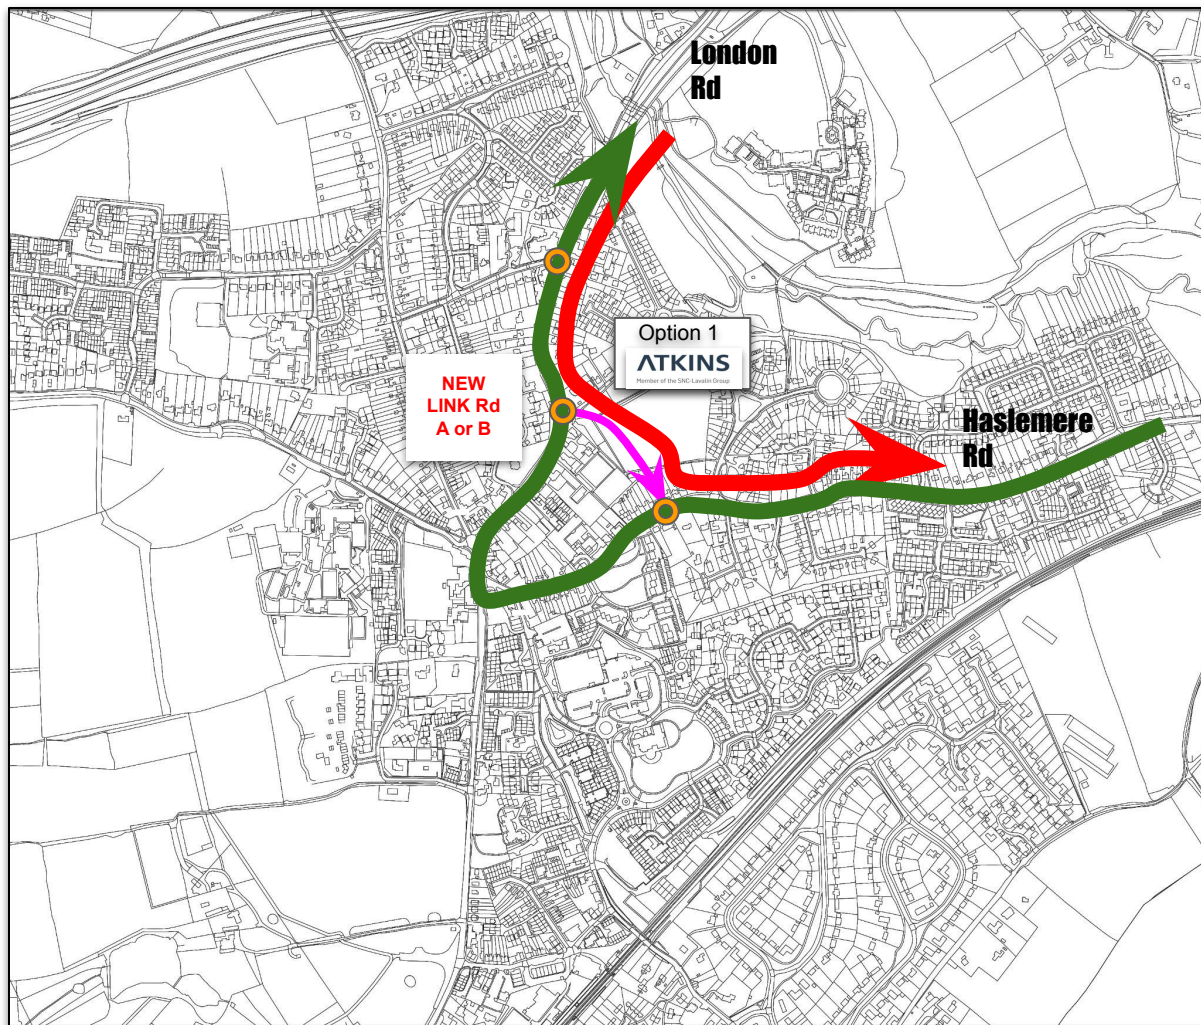 London
Rd
Option 1
ATKINS
Member of the SNC-Lavalin Group
NEW
LINK Rd
A or B
Haslemere
Rd